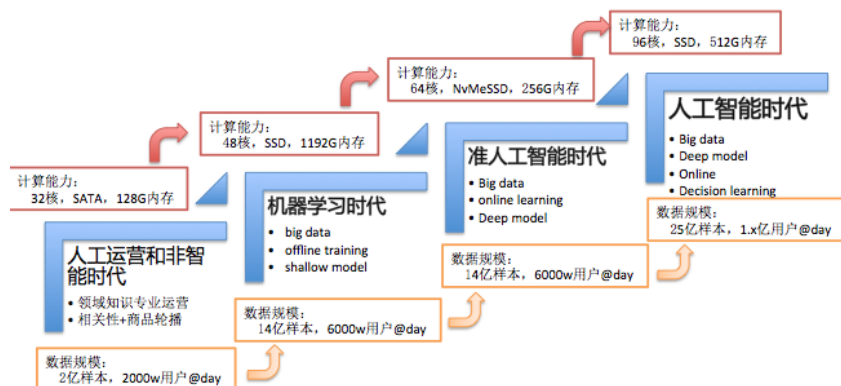 计算能力：
96核，SSD，512G内存
计算能力：
64核，NvMeSSD，256G内存
计算能力：
48核，SSD，1192G内存
计算能力：
32核，SATA，128G内存
人工运营和非智
能时代
• 领域知识专业运营
• 相关性+商品轮播
数据规模：
2亿样本，2000w用户@day
机器学习时代
• big data
• offline training
• shallow model
数据规模：
14亿样本，6000w用户@day
准人工智能时代
• Big data
• online learning
• Deep model
数据规模：
14亿样本，6000w用户@day
人工智能时代
• Big data
• Deep model
• Online
• Decision learning
数据规模：
25亿样本，1.x亿用户@day